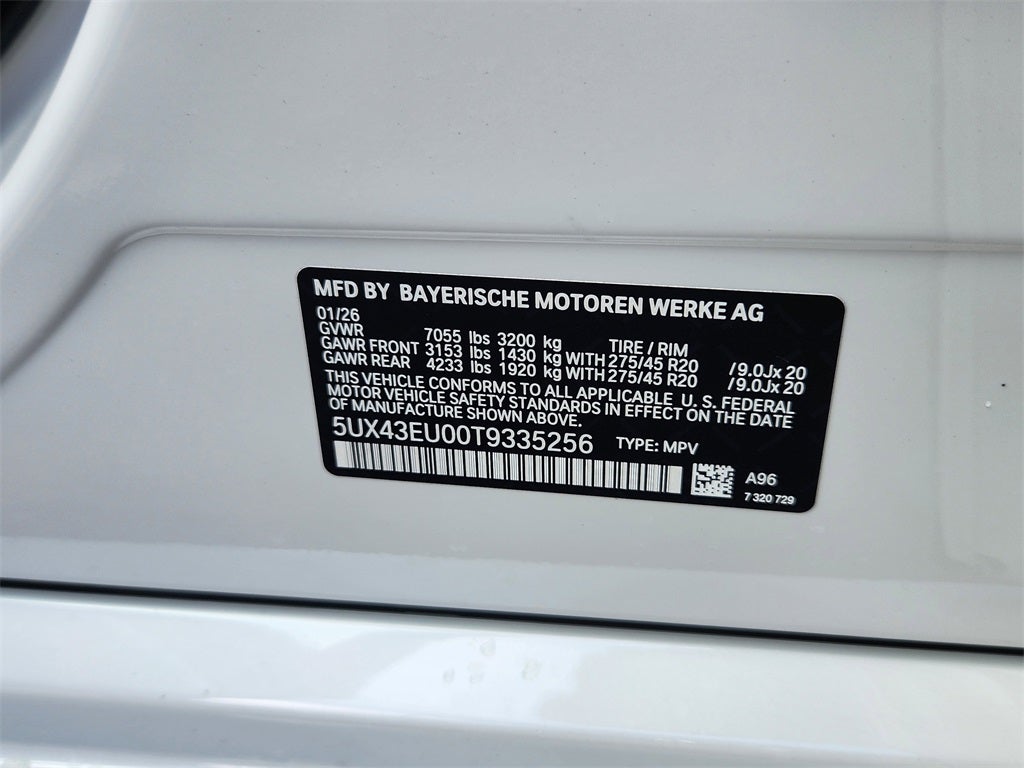 MFD BY BAYERISCHE MOTOREN WERKE AG
01/26
GVWR 7055 lbs 3200 kg TIRE / RIM
GAWR FRONT 3153 lbs 1430 kg WITH 275/45 R20 /9.0Jx 20
GAWR REAR 4233 lbs 1920 kg WITH 275/45 R20 /9.0Jx 20
THIS VEHICLE CONFORMS TO ALL APPLICABLE U. S. FEDERAL
MOTOR VEHICLE SAFETY STANDARDS IN EFFECT ON THE DATE
OF MANUFACTURE SHOWN ABOVE.
5UX43EU00T9335256 TYPE: MPV
A96
7 320 729